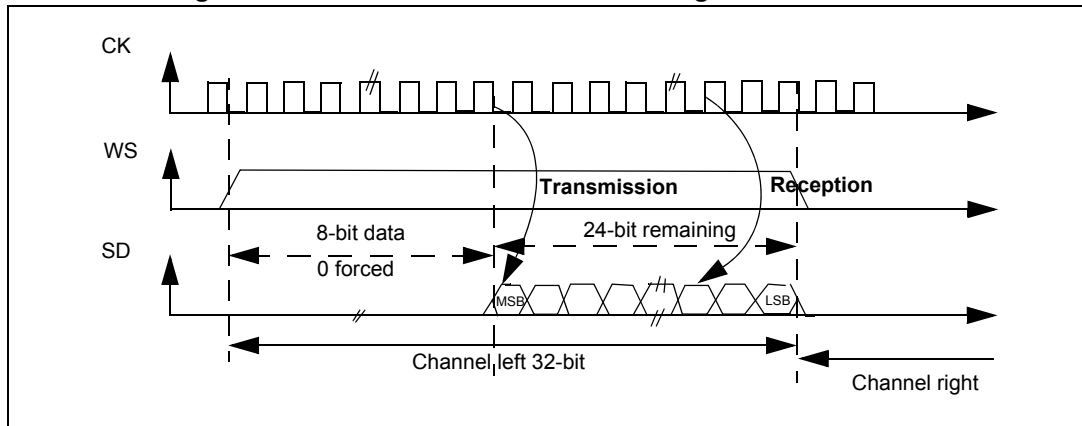 CK
WS
Transmission
Reception
8-bit data
24-bit remaining
SD
0 forced
MSB
LSB
Channel left 32-bit
Channel right